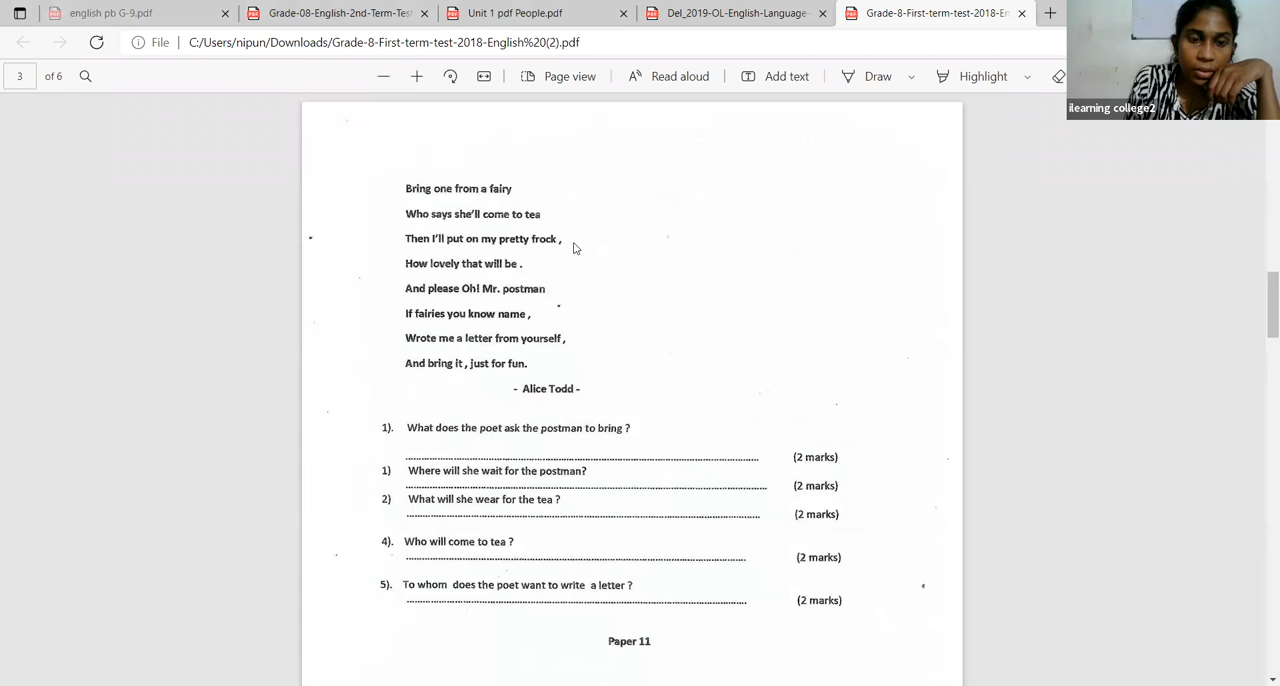 english pb G-9.pdf
Grade-08-English-2nd-Term-Test
Unit 1 pdf People.pdf
Del_2019-OL-English-Language-
Grade-8-First-term-test-2018-En
File
C:/Users/nipun/Downloads/Grade-8-First-term-test-2018-English%20(2).pdf
3 of 6
Page view
Read aloud
Add text
Draw
Highlight
ilearning college2
Bring one from a fairy
Who says she'll come to tea
Then I'll put on my pretty frock ,
How lovely that will be .
And please Oh! Mr. postman
If fairies you know name ,
Wrote me a letter from yourself ,
And bring it , just for fun.
- Alice Todd -
1). What does the poet ask the postman to bring ?
(2 marks)
1) Where will she wait for the postman?
(2 marks)
2) What will she wear for the tea ?
(2 marks)
4). Who will come to tea ?
(2 marks)
5). To whom does the poet want to write a letter ?
(2 marks)
Paper 11